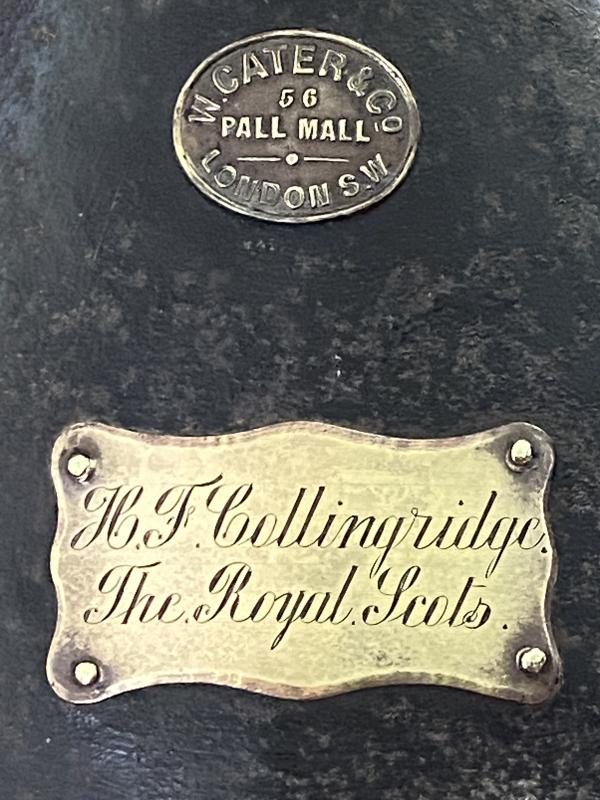 W. CATER & Co
56
PALL MALL
LONDON S.W
H.F. Collingridge.
The Royal Scots.